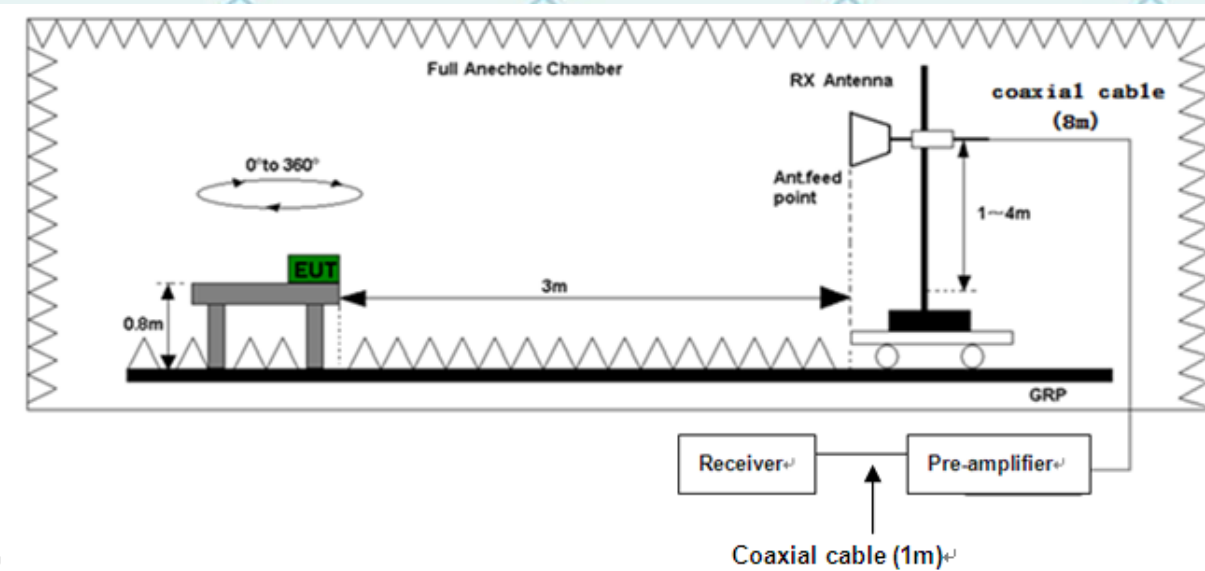 Full Anechoic Chamber
RX Antenna
coaxial cable
(8m)
0°to 360°
Ant.feed
point
1～4m
EUT
3m
0.8m
GRP
Receiver↵
Pre-amplifier↵
Coaxial cable (1m)↵